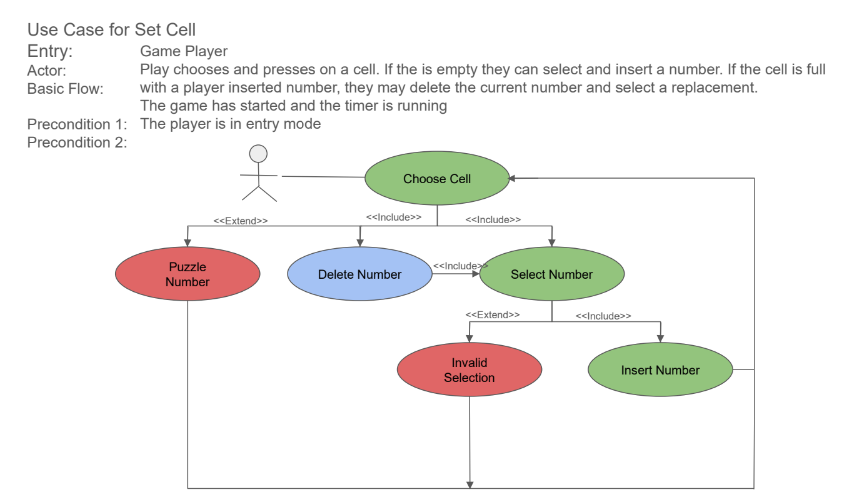 Use Case for Set Cell
Entry: Game Player
Actor: Play chooses and presses on a cell. If the is empty they can select and insert a number. If the cell is full
Basic Flow: with a player inserted number, they may delete the current number and select a replacement.
The game has started and the timer is running
Precondition 1: The player is in entry mode
Precondition 2:
Choose Cell
<<Extend>> <<Include>> <<Include>>
Puzzle
Number
Delete Number
<<Include>>
Select Number
<<Extend>> <<Include>>
Invalid
Selection
Insert Number